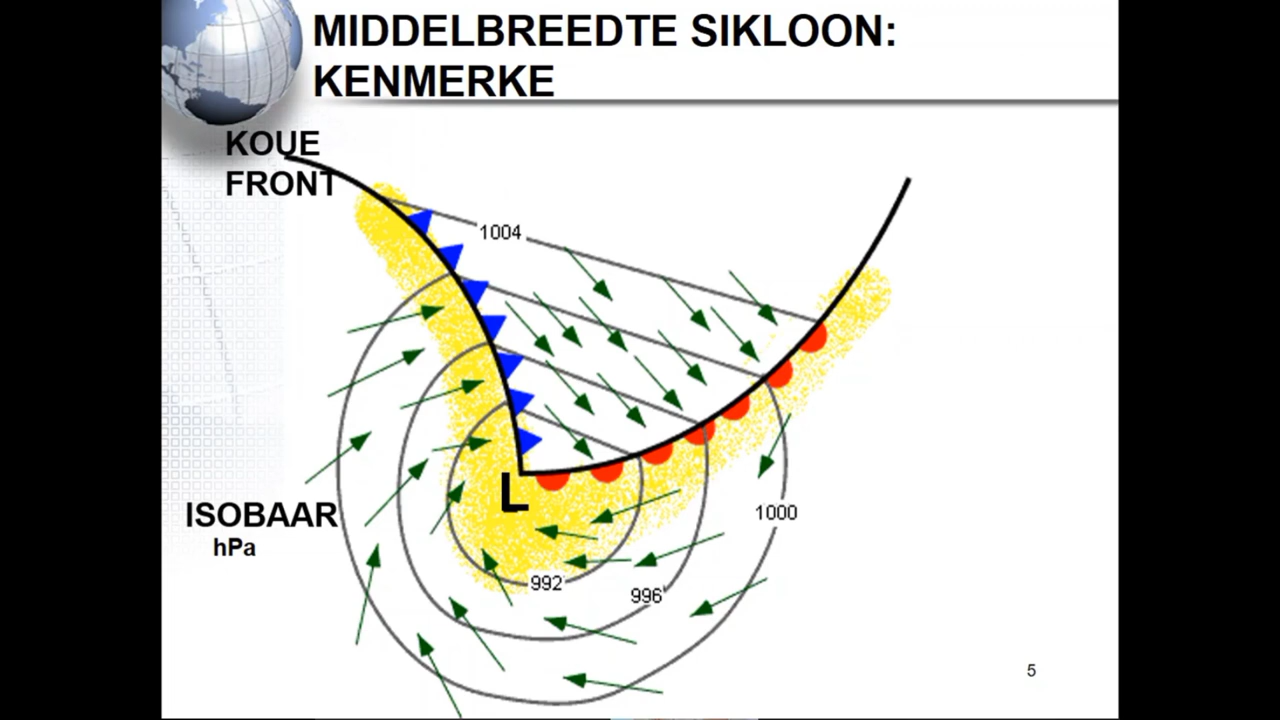 MIDDELBREEDTE SIKLOON:
KENMERKE
KOUE
FRONT
1004
ISOBAAR
hPa
L
1000
992
996
5